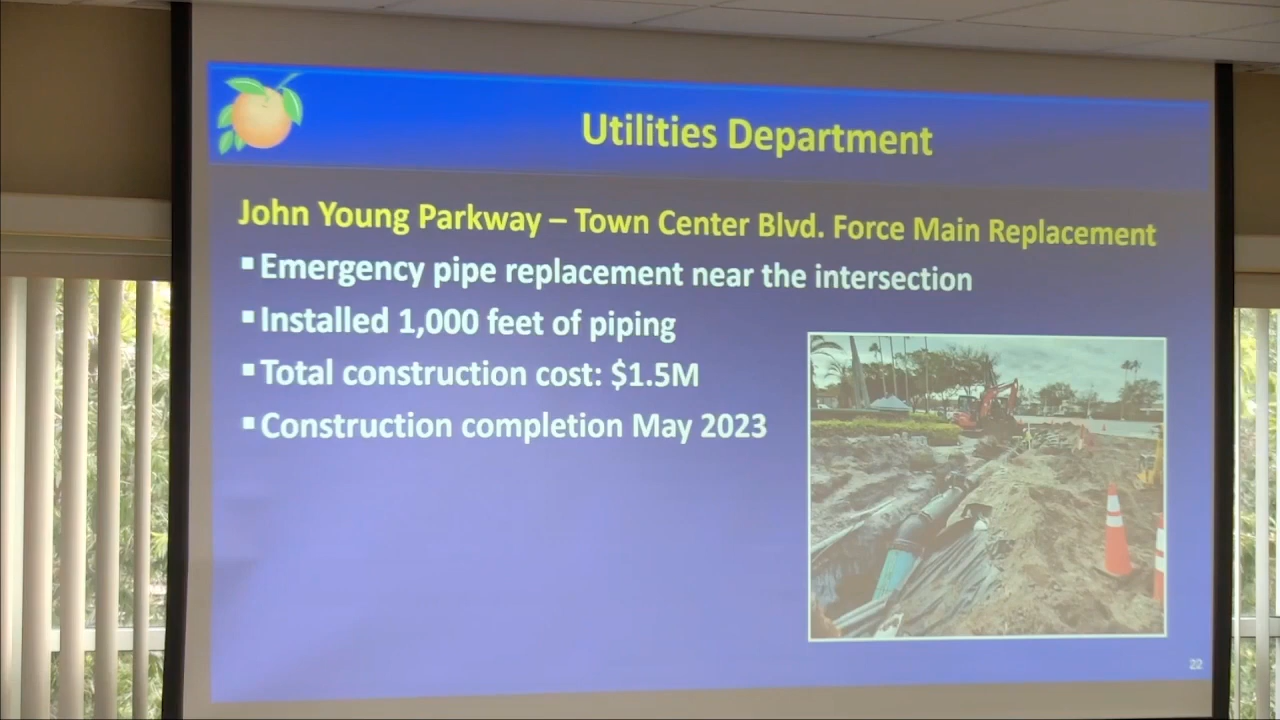 Utilities Department
John Young Parkway – Town Center Blvd. Force Main Replacement
▪ Emergency pipe replacement near the intersection
▪ Installed 1,000 feet of piping
▪ Total construction cost: $1.5M
▪ Construction completion May 2023
22